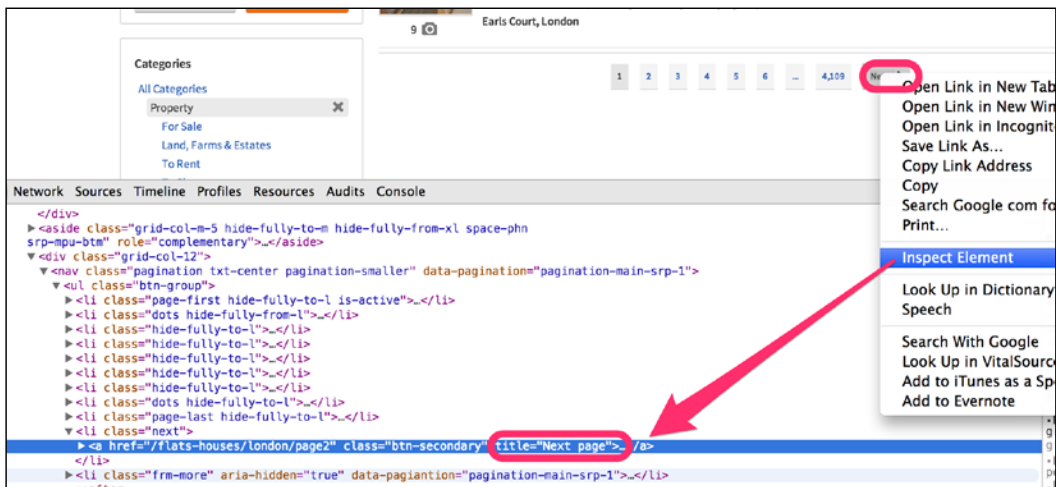 9
Earls Court, London
Categories
All Categories
Property
For Sale
Land, Farms & Estates
To Rent
1 2 3 4 5 6 … 4,109
Open Link in New Tab
Open Link in New Win
Open Link in Incognit
Save Link As...
Copy Link Address
Copy
Search Google com fo
Print...
Inspect Element
Look Up in Dictionary
Speech
Search With Google
Look Up in VitalSource
Add to iTunes as a Sp
Add to Evernote
Network Sources Timeline Profiles Resources Audits Console
</div>
▶<aside class="grid-col-m-5 hide-fully-to-m hide-fully-from-xl space-phn
srp-mpu-btm" role="complementary">…</aside>
▼<div class="grid-col-12">
▼<nav class="pagination txt-center pagination-smaller" data-pagination="pagination-main-srp-1">
▼<ul class="btn-group">
▶<li class="page-first hide-fully-to-l is-active">…</li>
▶<li class="dots hide-fully-from-l">…</li>
▶<li class="hide-fully-to-l">…</li>
▶<li class="hide-fully-to-l">…</li>
▶<li class="hide-fully-to-l">…</li>
▶<li class="hide-fully-to-l">…</li>
▶<li class="hide-fully-to-l">…</li>
▶<li class="dots hide-fully-to-l">…</li>
▶<li class="page-last hide-fully-to-l">…</li>
▼<li class="next">
▶<a href="/flats-houses/london/page2" class="btn-secondary" title="Next page">…</a>
</li>
▶<li class="frm-more" aria-hidden="true" data-pagiantion="pagination-main-srp-1">…</li>